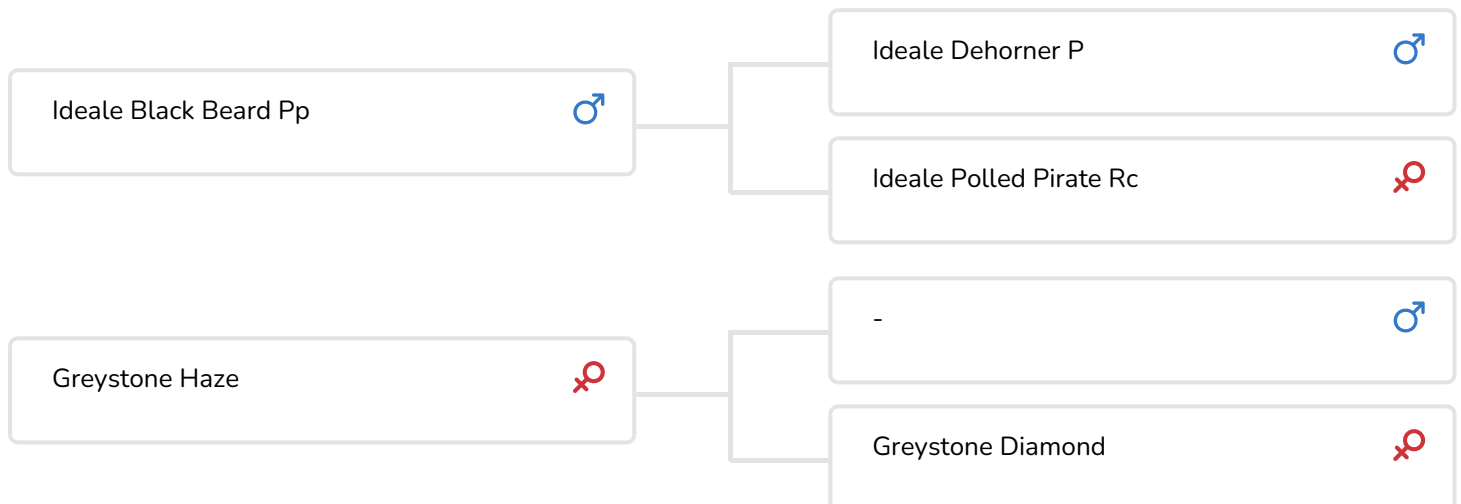 Ideale Dehorner P
Ideale Black Beard Pp
Ideale Polled Pirate Rc
-
Greystone Haze
Greystone Diamond